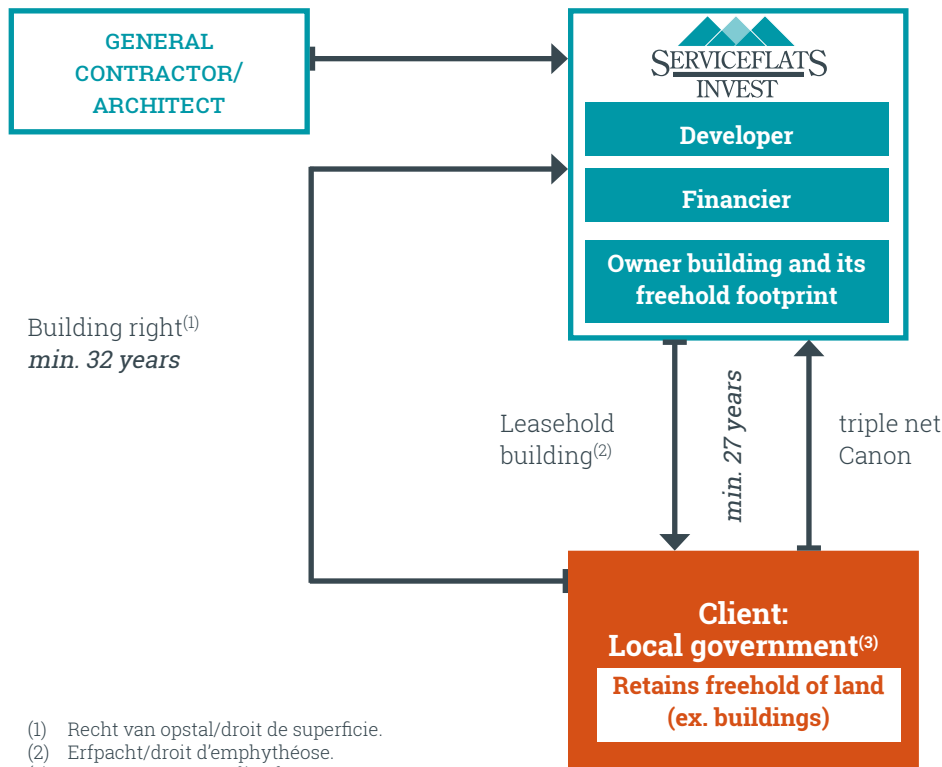 GENERAL
CONTRACTOR/
ARCHITECT
SERVICEFLATS
INVEST
Developer
Financier
Owner building and its
freehold footprint
Building right(1)
min. 32 years
Leasehold
building(2)
min. 27 years
triple net
Canon
Client:
Local government(3)
Retains freehold of land
(ex. buildings)
(1) Recht van opstal/droit de superficie.
(2) Erfpacht/droit d'emphythéose.